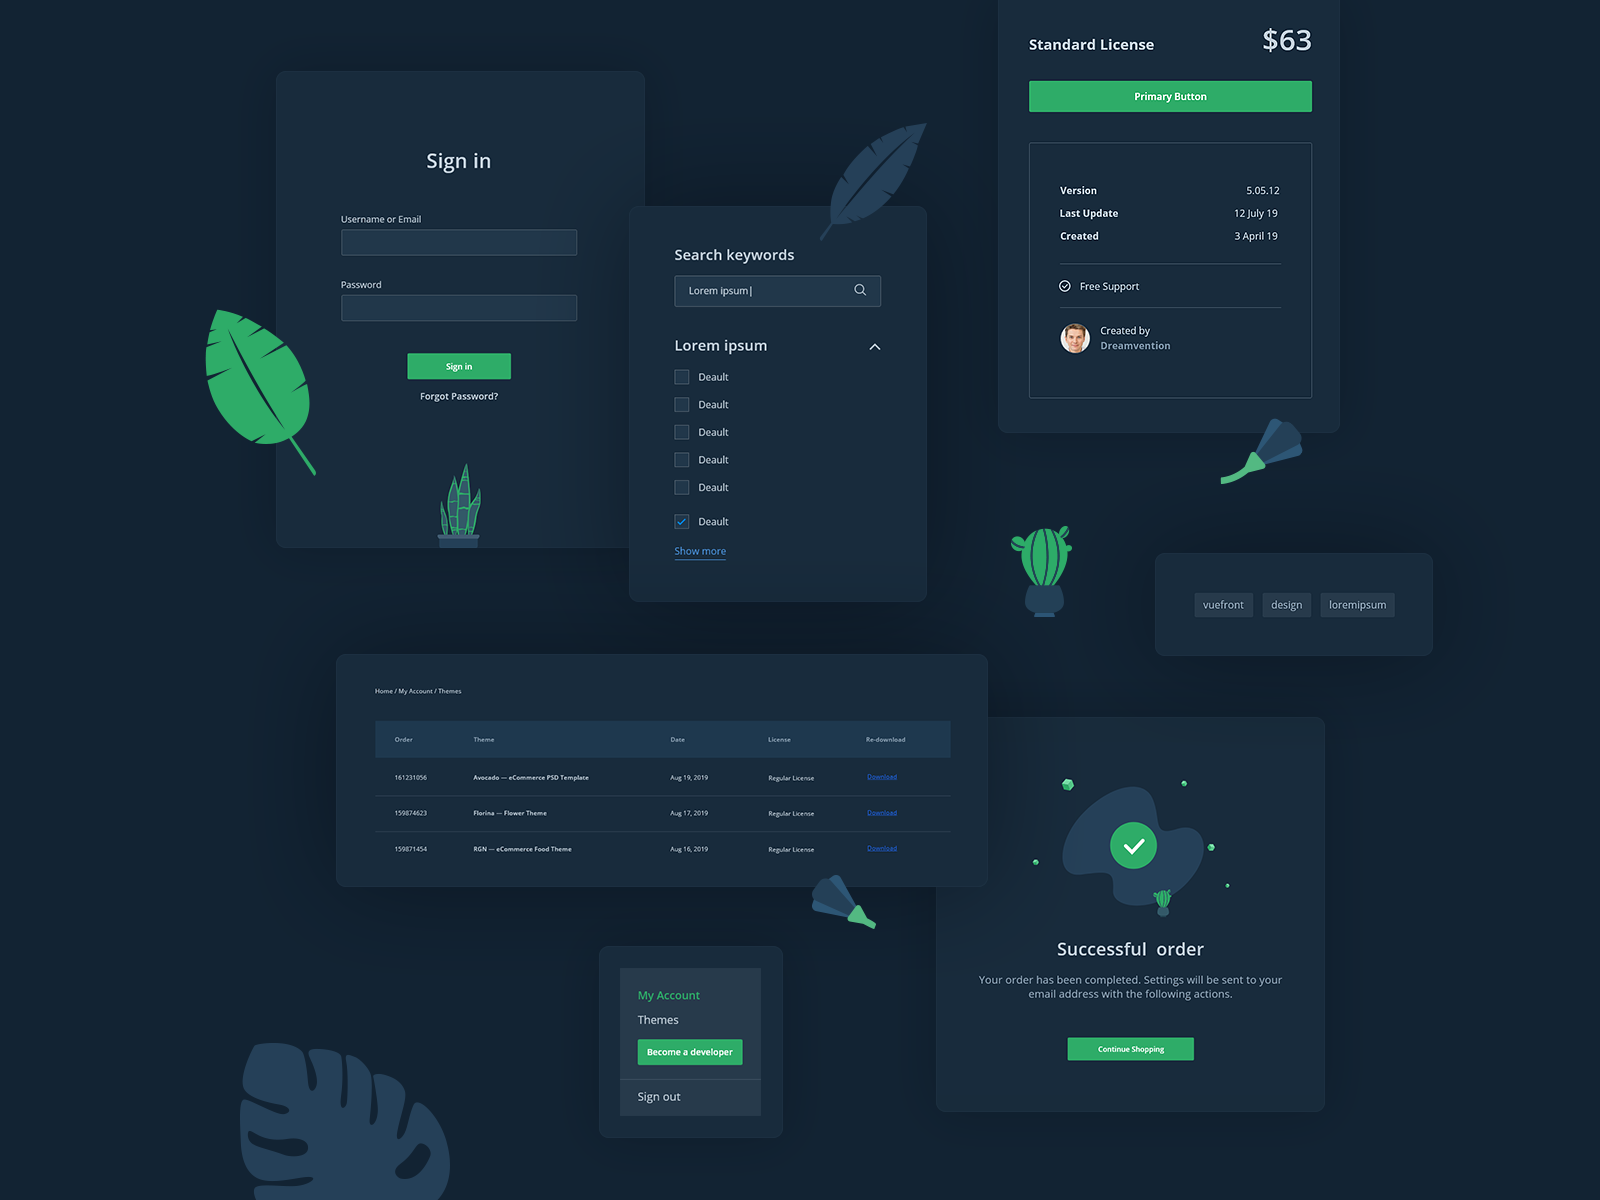 Sign in
Username or Email
Password
Sign in
Forgot Password?
Search keywords
Lorem ipsum
Lorem ipsum
Deault
Deault
Deault
Deault
Deault
Deault
Show more
Standard License $63
Primary Button
Version 5.05.12
Last Update 12 July 19
Created 3 April 19
Free Support
Created by
Dreamvention
vuefront design loremipsum
Home / My Account / Themes
Order Theme Date License Re-download
161231056 Avocado — eCommerce PSD Template Aug 19, 2019 Regular License Download
159874623 Florina — Flower Theme Aug 17, 2019 Regular License Download
159871454 RGN — eCommerce Food Theme Aug 16, 2019 Regular License Download
Successful order
Your order has been completed. Settings will be sent to your
email address with the following actions.
Continue Shopping
My Account
Themes
Become a developer
Sign out